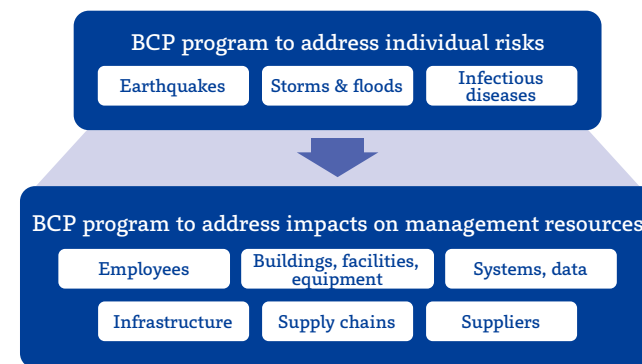 BCP program to address individual risks
Earthquakes
Storms & floods
Infectious
diseases
BCP program to address impacts on management resources
Employees
Buildings, facilities,
equipment
Systems, data
Infrastructure
Supply chains
Suppliers